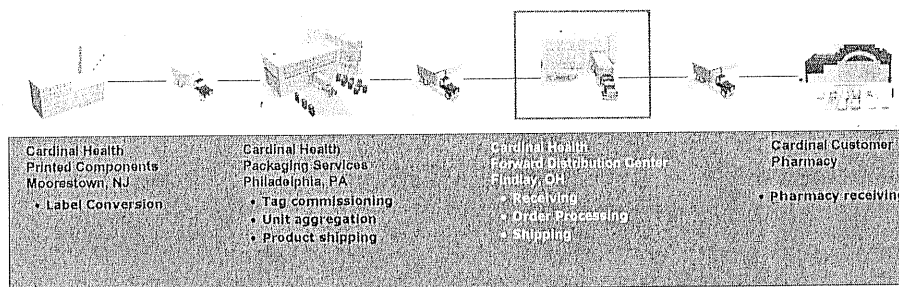 Cardinal Health
Printed Components
Moorestown, NJ
• Label Conversion
Cardinal Health
Packaging Services
Philadelphia, PA
• Tag commissioning
• Unit aggregation
• Product shipping
Cardinal Health
Forward Distribution Center
Findlay, OH
• Receiving
• Order Processing
• Shipping
Cardinal Customer
Pharmacy
• Pharmacy receiving